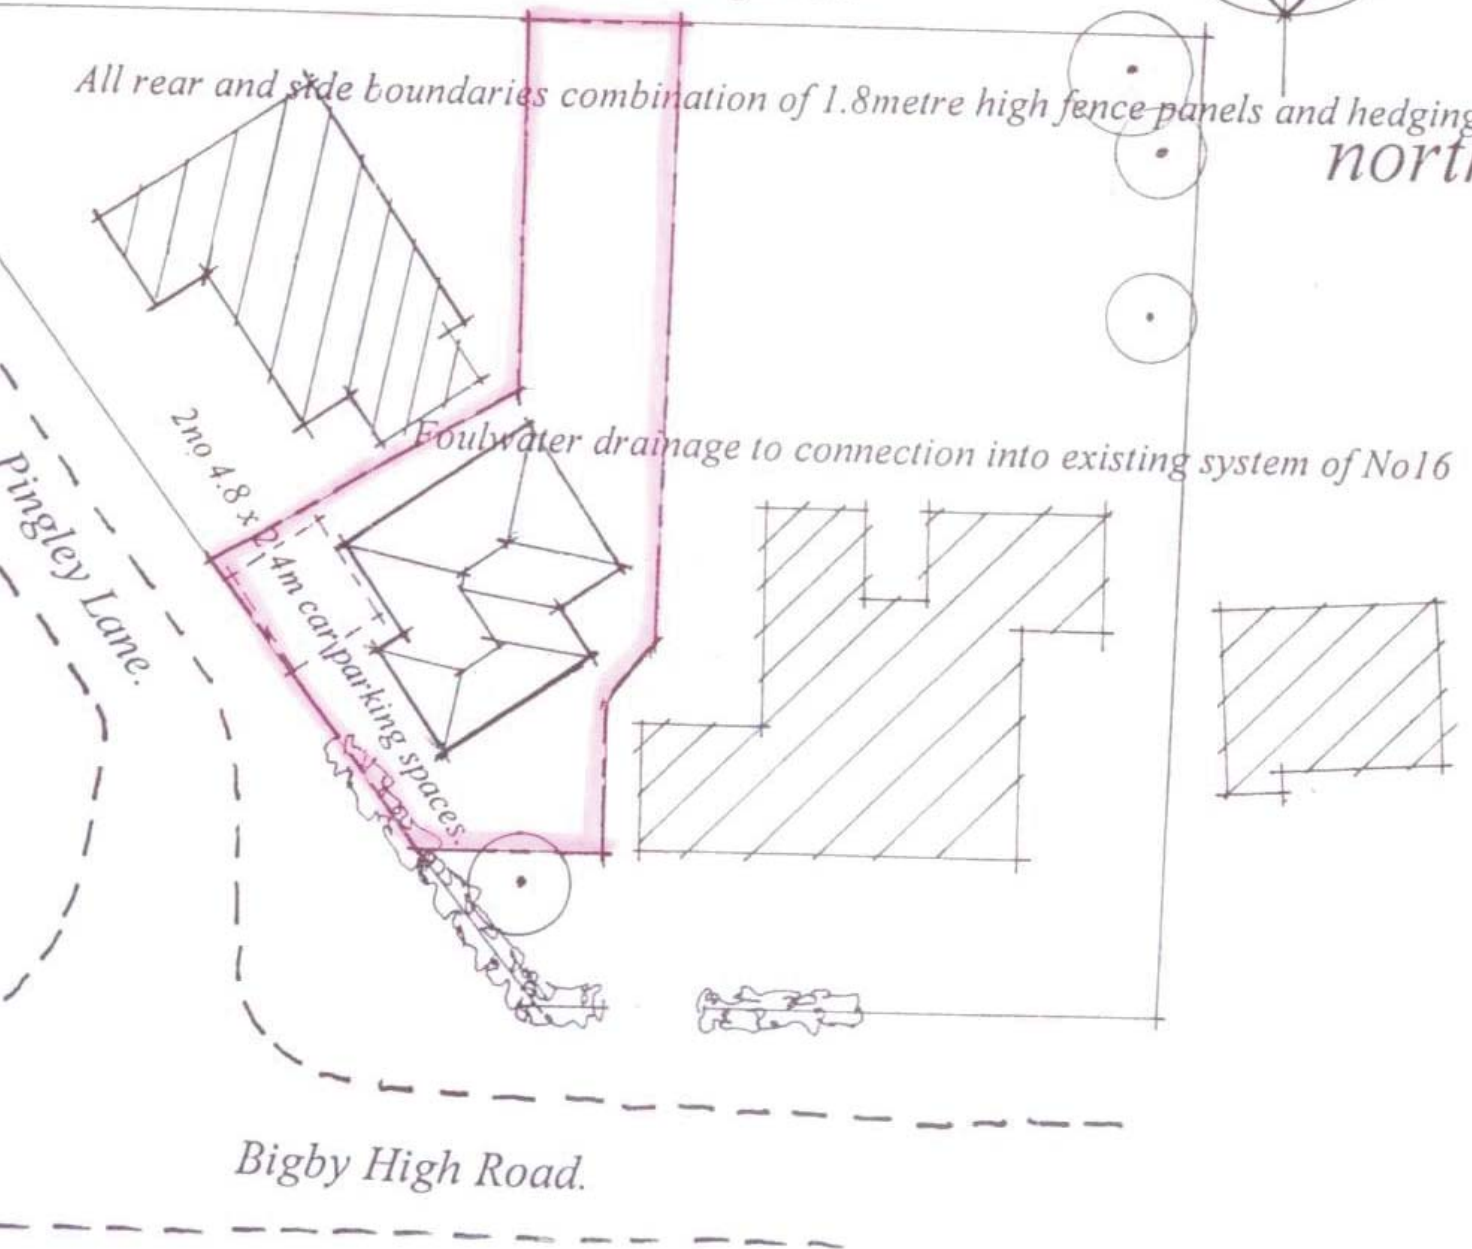 All rear and side boundaries combination of 1.8metre high fence panels and hedging
north
Foulwater drainage to connection into existing system of No16
2no 4.8 x 2.4m car parking spaces.
Pingley Lane.
Bigby High Road.